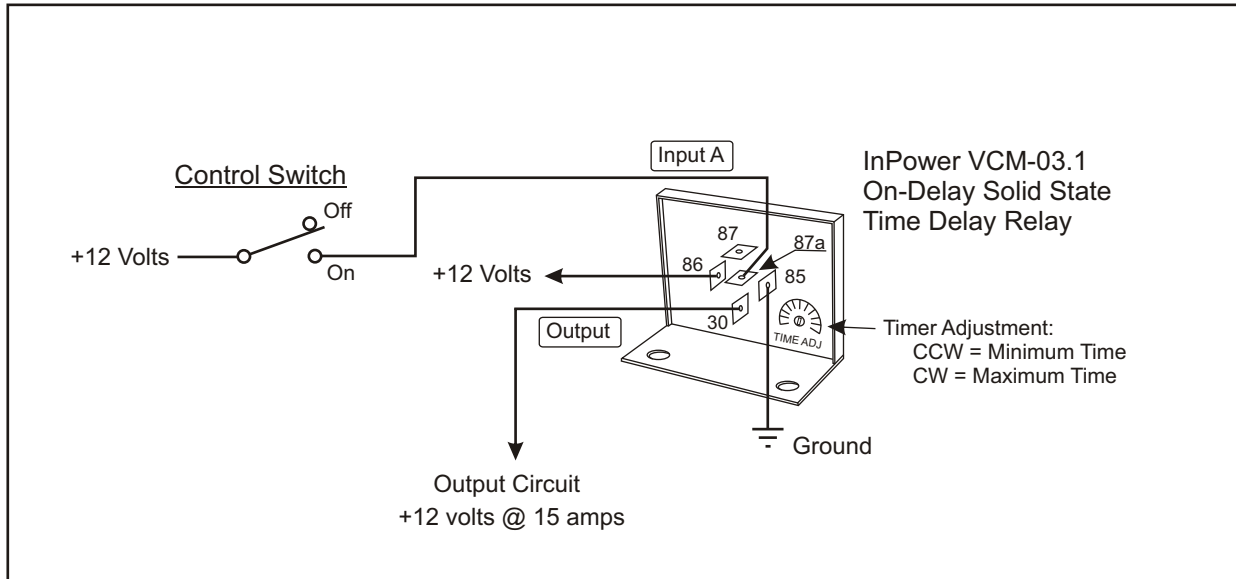 Control Switch
Off
+12 Volts
On
Input A
InPower VCM-03.1
On-Delay Solid State
Time Delay Relay
87
87a
86
85
+12 Volts
30
Output
TIME ADJ
Timer Adjustment:
CCW = Minimum Time
CW = Maximum Time
Ground
Output Circuit
+12 volts @ 15 amps